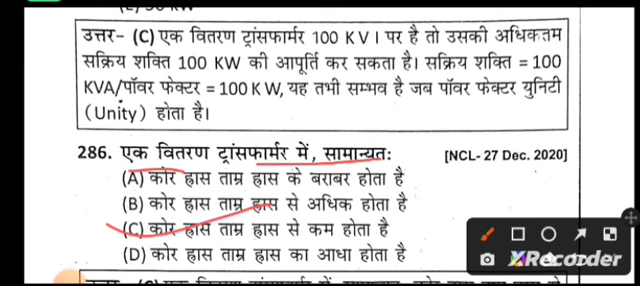 उत्तर- (C) एक वितरण ट्रांसफार्मर 100 K V I पर है तो उसकी अधिकतम
सक्रिय शक्ति 100 KW की आपूर्ति कर सकता है। सक्रिय शक्ति = 100
KVA/पॉवर फेक्टर = 100 K W, यह तभी सम्भव है जब पॉवर फेक्टर युनिटी
(Unity) होता है।
286. एक वितरण ट्रांसफार्मर में, सामान्यतः [NCL- 27 Dec. 2020]
(A) कोर ह्रास ताम्र ह्रास के बराबर होता है
(B) कोर ह्रास ताम्र ह्रास से अधिक होता है
(C) कोर ह्रास ताम्र ह्रास से कम होता है
(D) कोर ह्रास ताम्र ह्रास का आधा होता है
XRecorder